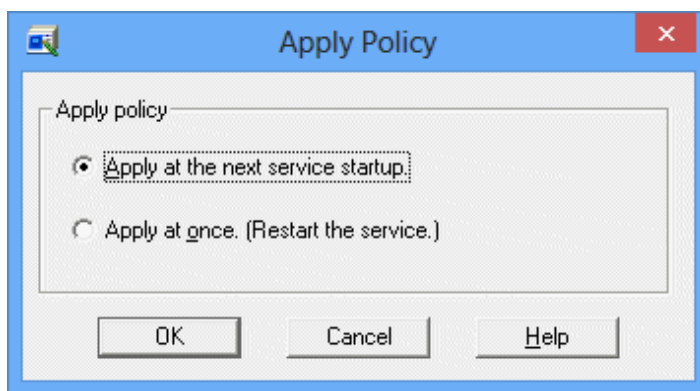 Apply Policy
Apply policy
Apply at the next service startup.
Apply at once. (Restart the service.)
OK Cancel Help